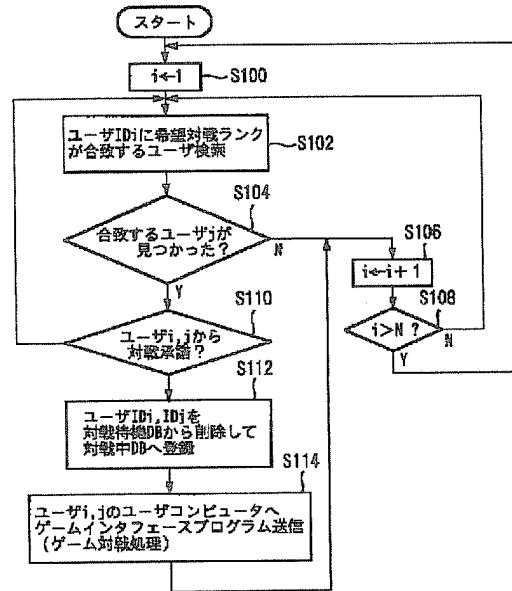 スタート
i←1
S100
ユーザIDiに希望対戦ランク
が合致するユーザ検索
S102
S104
合致するユーザjが
見つかった？
N
Y
S106
i←i+1
S108
i＞N？
N
Y
S110
ユーザi,jから
対戦承諾？
S112
ユーザIDi,IDjを
対戦待機DBから削除して
対戦中DBへ登録
S114
ユーザi,jのユーザコンピュータへ
ゲームインタフェースプログラム送信
(ゲーム対戦処理)